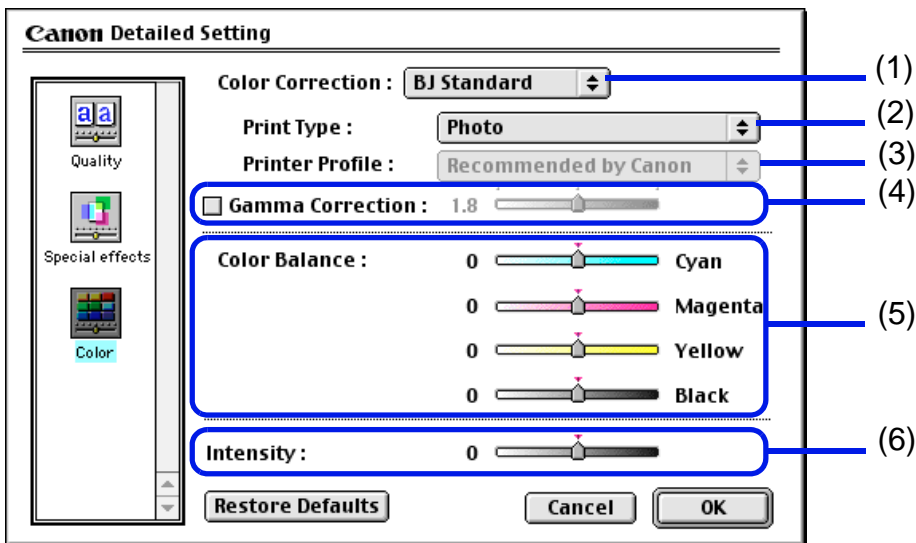 Canon Detailed Setting
Color Correction : BJ Standard (1)
Print Type : Photo (2)
Printer Profile : Recommended by Canon (3)
Gamma Correction : 1.8 (4)
Color Balance : 0 Cyan
0 Magenta (5)
0 Yellow
0 Black
Intensity : 0 (6)
aa
Quality
Special effects
Color
Restore Defaults Cancel OK